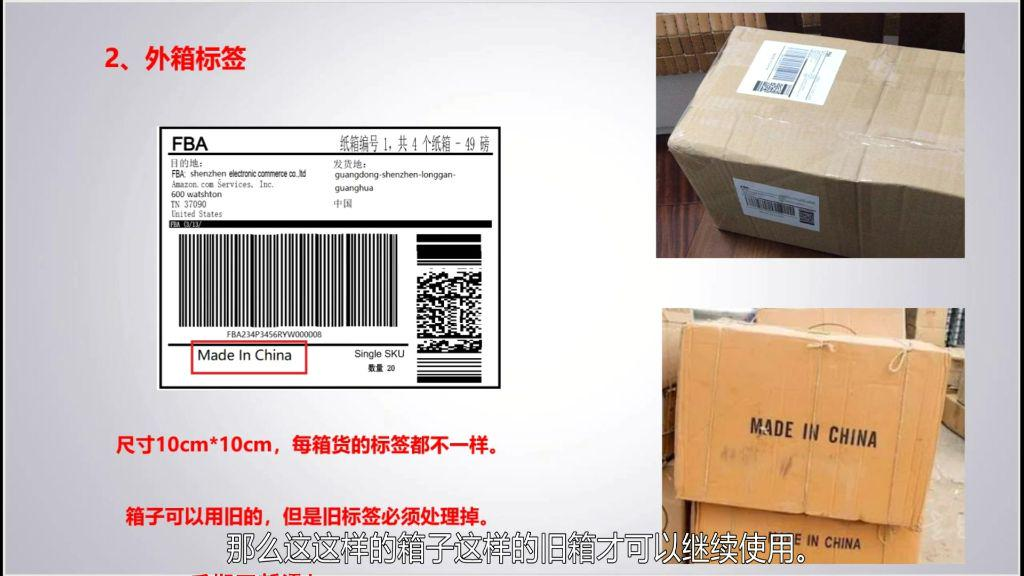 2、外箱标签
FBA
纸箱编号 1，共 4 个纸箱 - 49 磅
目的地：
FBA: shenzhen electronic commerce co.,ltd
Amazon.com Services, Inc.
600 watshton
TN 37090
United States
发货地：
guangdong-shenzhen-longgan-
guanghua
中国
FBA234P3456RYW000008
Made In China
Single SKU
数量 20
尺寸10cm*10cm，每箱货的标签都不一样。
箱子可以用旧的，但是旧标签必须处理掉。
那么这这样的箱子这样的旧箱才可以继续使用。
MADE IN CHINA
IN CHINA